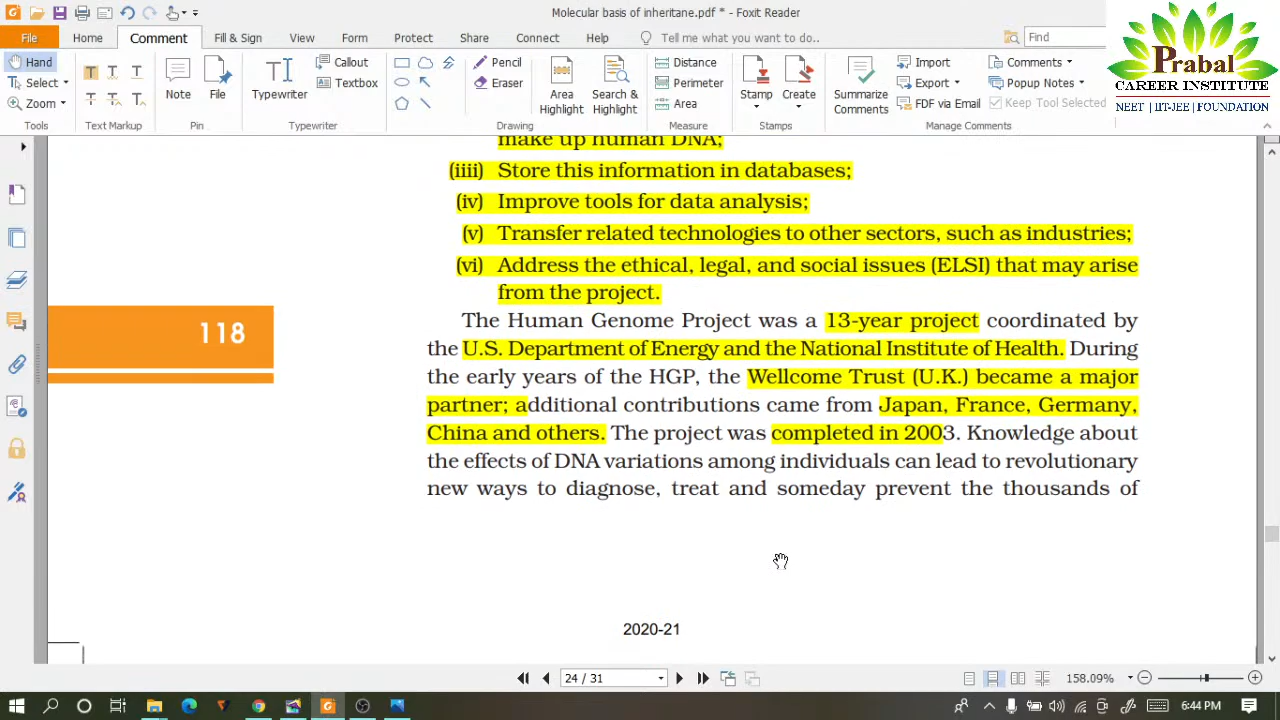 Molecular basis of inheritane.pdf * - Foxit Reader
File Home Comment Fill & Sign View Form Protect Share Connect Help Tell me what you want to do.. Find
Hand
Select
Zoom
Tools
T T T
T T T
Text Markup
Note
File
Pin
Typewriter
Callout
Textbox
Typewriter
Pencil
Eraser
Area Highlight
Search & Highlight
Drawing
Distance
Perimeter
Area
Measure
Stamp
Create
Stamps
Summarize Comments
Import
Export
FDF via Email
Comments
Popup Notes
Keep Tool Selected
Manage Comments
Prabal
CAREER INSTITUTE
NEET | IIT-JEE | FOUNDATION
make up human DNA;
(iiii) Store this information in databases;
(iv) Improve tools for data analysis;
(v) Transfer related technologies to other sectors, such as industries;
(vi) Address the ethical, legal, and social issues (ELSI) that may arise
from the project.
118
The Human Genome Project was a 13-year project coordinated by
the U.S. Department of Energy and the National Institute of Health. During
the early years of the HGP, the Wellcome Trust (U.K.) became a major
partner; additional contributions came from Japan, France, Germany,
China and others. The project was completed in 2003. Knowledge about
the effects of DNA variations among individuals can lead to revolutionary
new ways to diagnose, treat and someday prevent the thousands of
2020-21
24 / 31
158.09%
6:44 PM